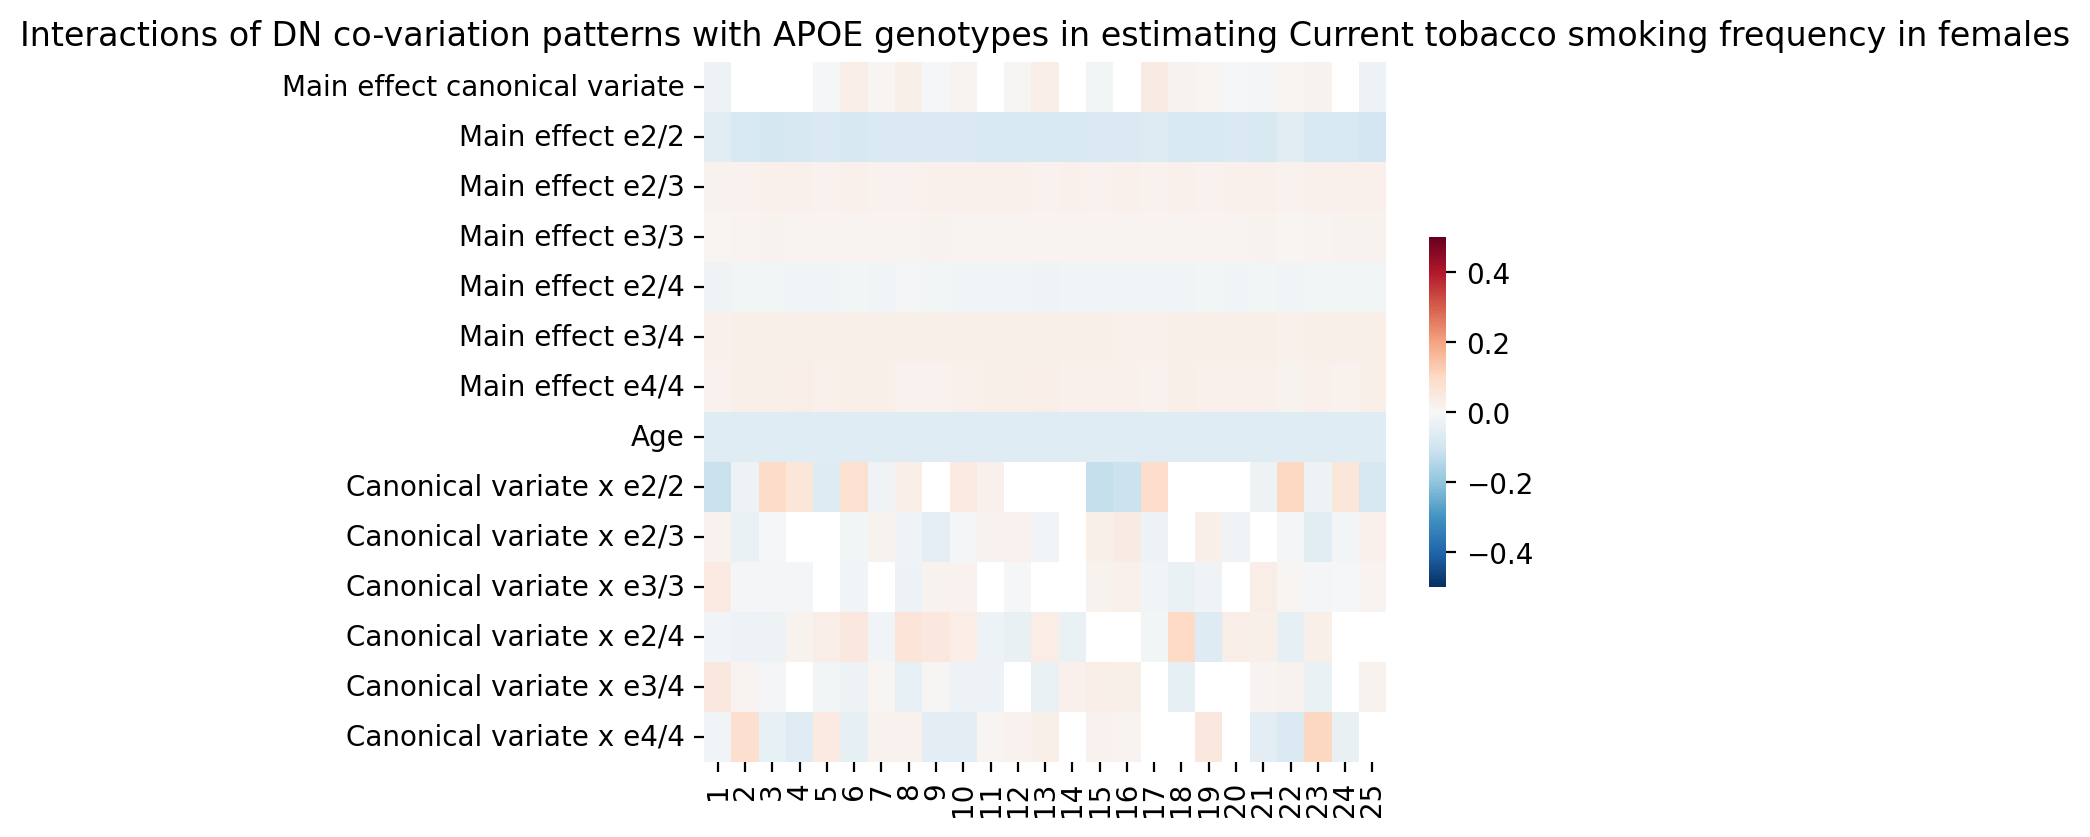 Interactions of DN co-variation patterns with APOE genotypes in estimating Current tobacco smoking frequency in females
Main effect canonical variate
Main effect e2/2
Main effect e2/3
Main effect e3/3
Main effect e2/4
Main effect e3/4
Main effect e4/4
Age
Canonical variate x e2/2
Canonical variate x e2/3
Canonical variate x e3/3
Canonical variate x e2/4
Canonical variate x e3/4
Canonical variate x e4/4
0.4
0.2
0.0
−0.2
−0.4
1 2 3 4 5 6 7 8 9 10 11 12 13 14 15 16 17 18 19 20 21 22 23 24 25